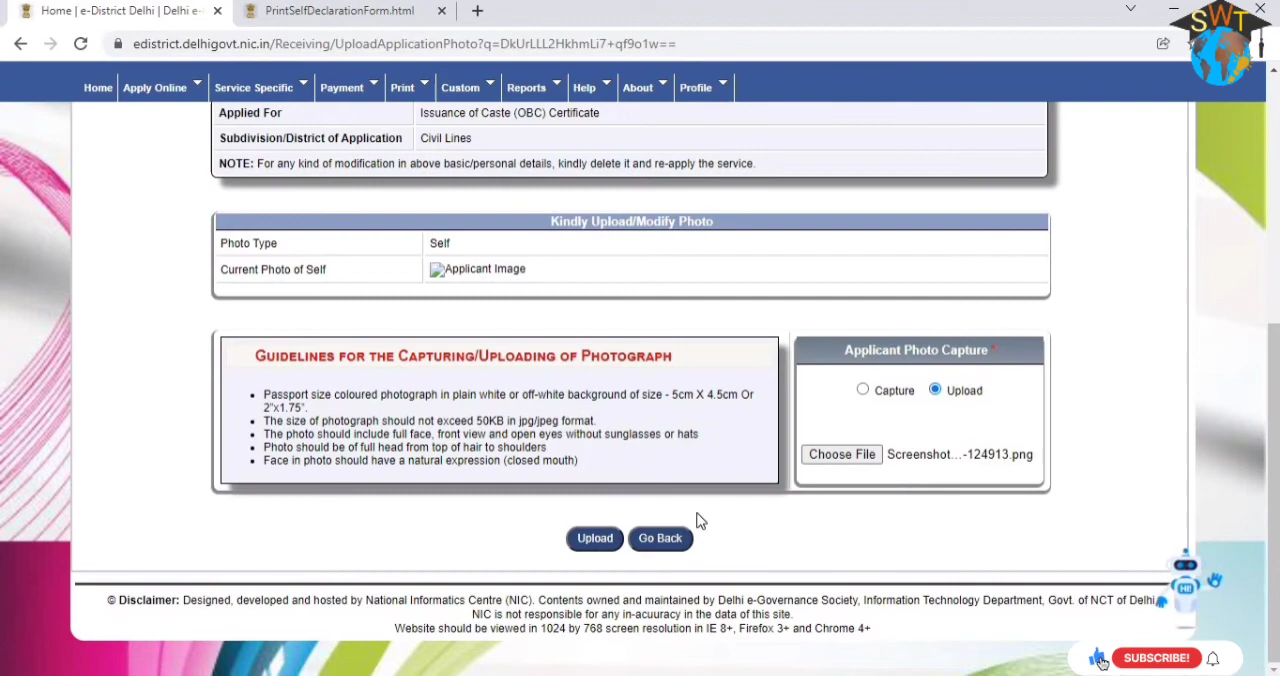 Home | e-District Delhi | Delhi e-
PrintSelfDeclarationForm.html
edistrict.delhigovt.nic.in/Receiving/UploadApplicationPhoto?q=DkUrLLL2HkhmLi7+qf9o1w==
SWT
Home Apply Online Service Specific Payment Print Custom Reports Help About Profile
Applied For Issuance of Caste (OBC) Certificate
Subdivision/District of Application Civil Lines
NOTE: For any kind of modification in above basic/personal details, kindly delete it and re-apply the service.
Kindly Upload/Modify Photo
Photo Type Self
Current Photo of Self Applicant Image
Guidelines for the Capturing/Uploading of Photograph
• Passport size coloured photograph in plain white or off-white background of size - 5cm X 4.5cm Or
2"x1.75".
• The size of photograph should not exceed 50KB in jpg/jpeg format.
• The photo should include full face, front view and open eyes without sunglasses or hats
• Photo should be of full head from top of hair to shoulders
• Face in photo should have a natural expression (closed mouth)
Applicant Photo Capture *
Capture Upload
Choose File Screenshot...-124913.png
Upload Go Back
HI!
© Disclaimer: Designed, developed and hosted by National Informatics Centre (NIC). Contents owned and maintained by Delhi e-Governance Society, Information Technology Department, Govt. of NCT of Delhi.
NIC is not responsible for any in-acuuracy in the data of this site.
Website should be viewed in 1024 by 768 screen resolution in IE 8+, Firefox 3+ and Chrome 4+
SUBSCRIBE!